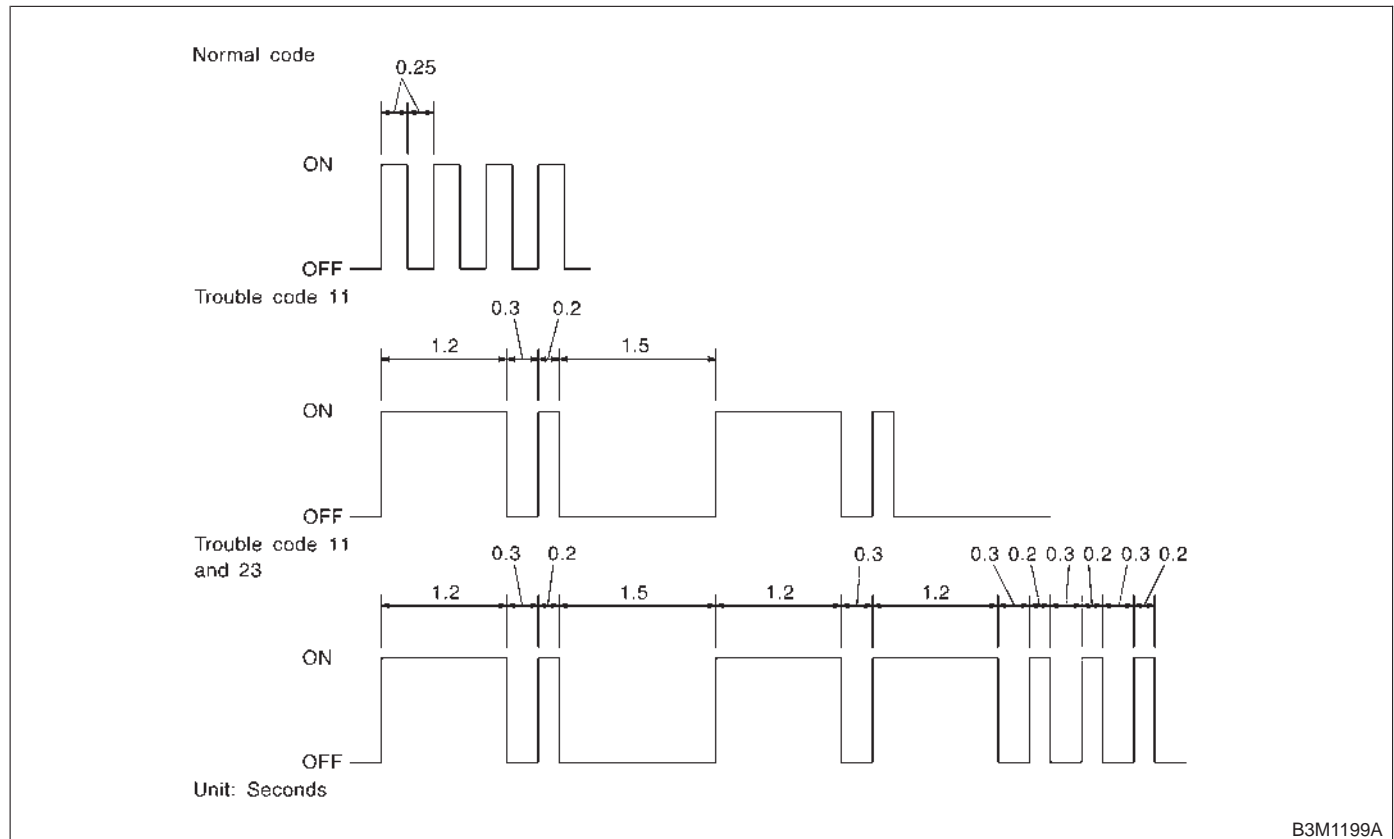 Normal code
0.25
ON
OFF
Trouble code 11
0.3 0.2
1.2 1.5
ON
OFF
Trouble code 11
and 23
0.3 0.2 0.3 0.3 0.2 0.3 0.2 0.3 0.2
1.2 1.5 1.2 1.2
ON
OFF
Unit: Seconds
B3M1199A